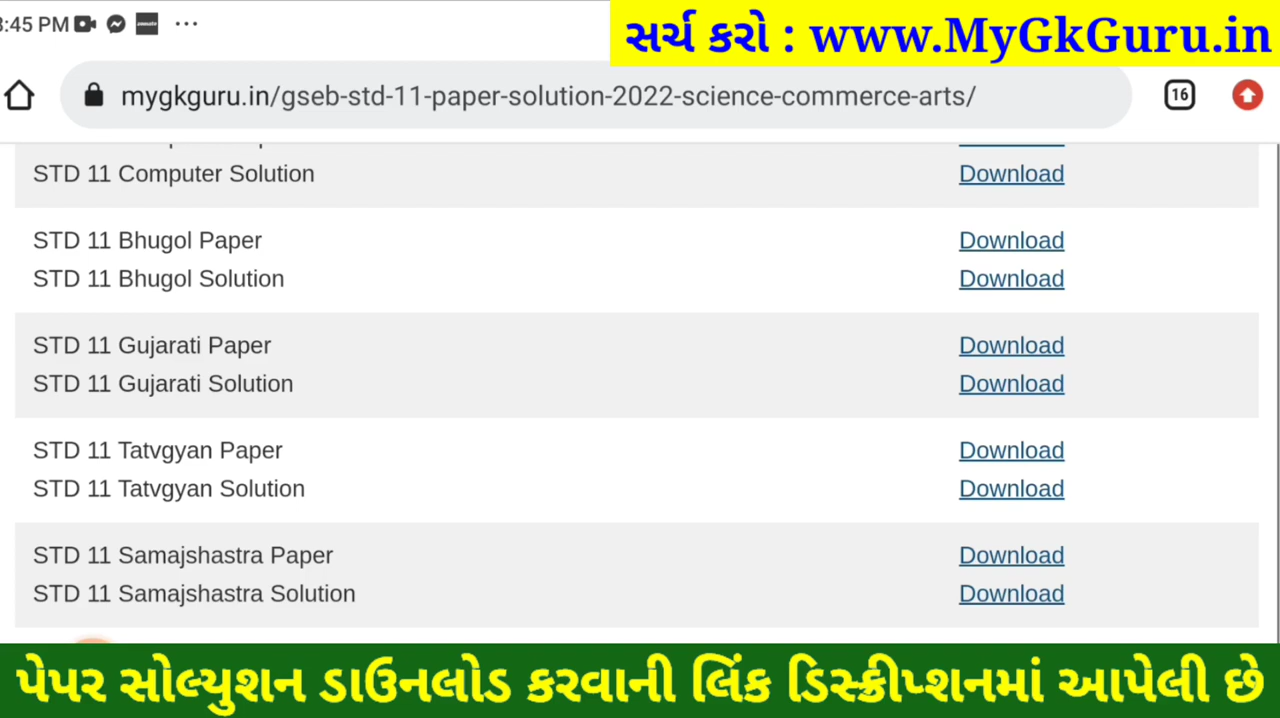 3:45 PM
સર્ચ કરો : www.MyGkGuru.in
mygkguru.in/gseb-std-11-paper-solution-2022-science-commerce-arts/
16
STD 11 Computer Solution Download
STD 11 Bhugol Paper Download
STD 11 Bhugol Solution Download
STD 11 Gujarati Paper Download
STD 11 Gujarati Solution Download
STD 11 Tatvgyan Paper Download
STD 11 Tatvgyan Solution Download
STD 11 Samajshastra Paper Download
STD 11 Samajshastra Solution Download
પેપર સોલ્યુશન ડાઉનલોડ કરવાની લિંક ડિસ્ક્રીપ્શનમાં આપેલી છે